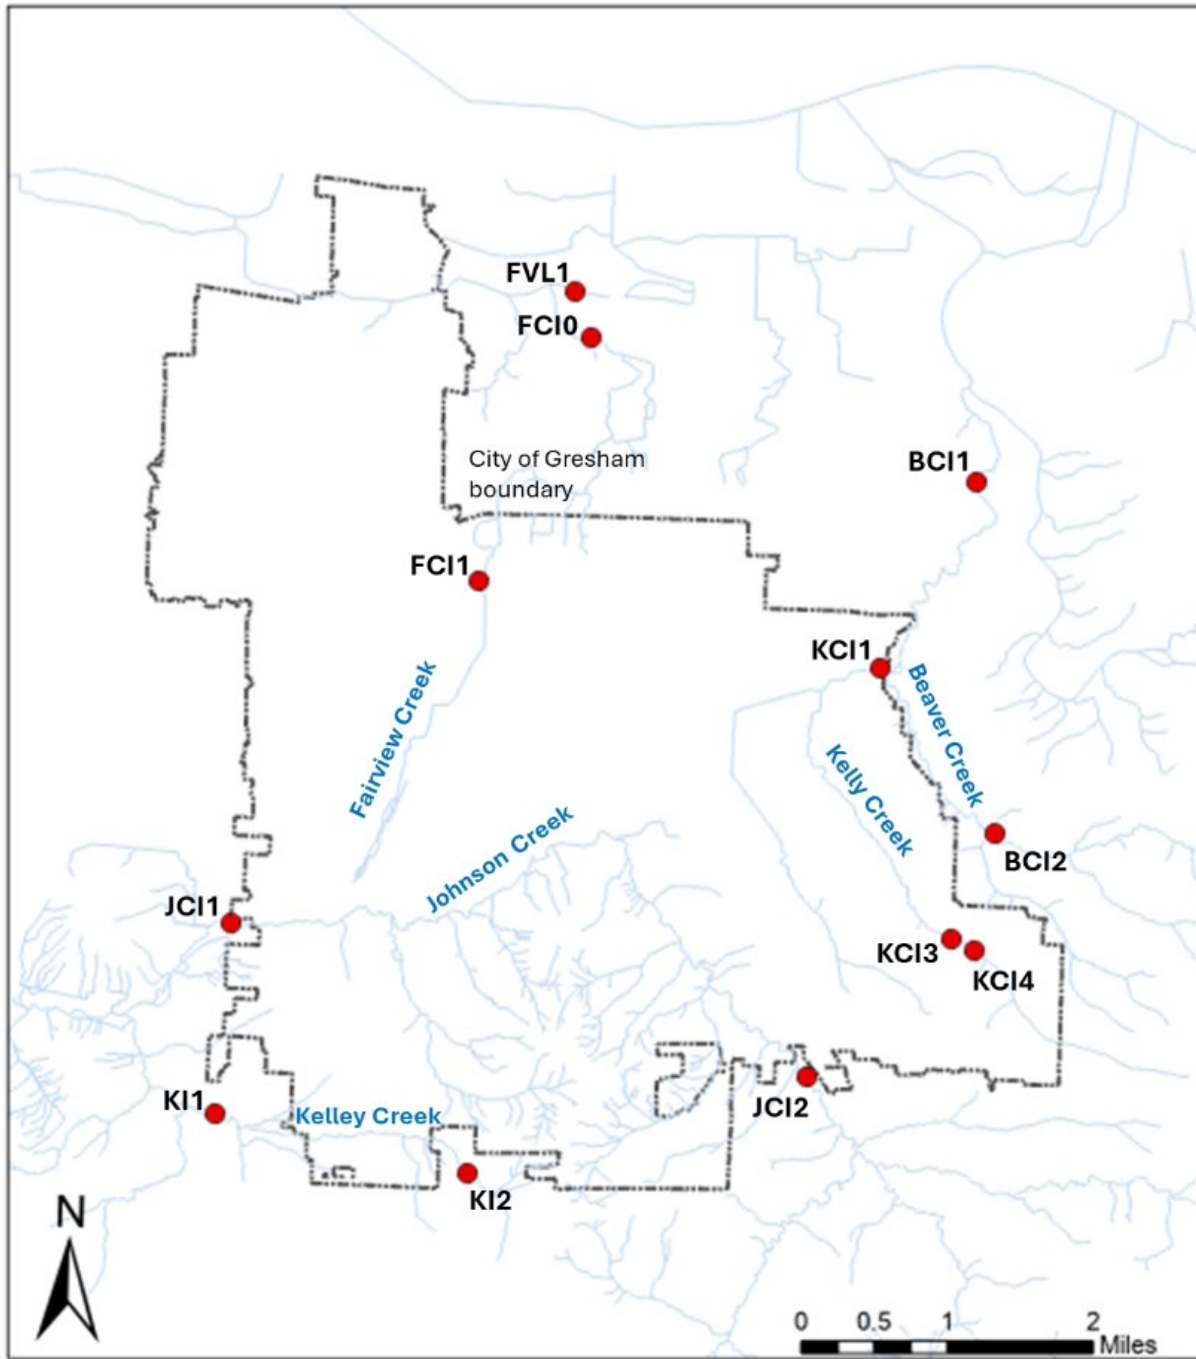 FVL1
FCI0
City of Gresham
boundary
BCI1
FCI1
KCI1
Fairview Creek
Beaver Creek
Kelly Creek
Johnson Creek
BCI2
JCI1
KCI3
KCI4
KI1
Kelley Creek
JCI2
KI2
N
0 0.5 1 2
Miles